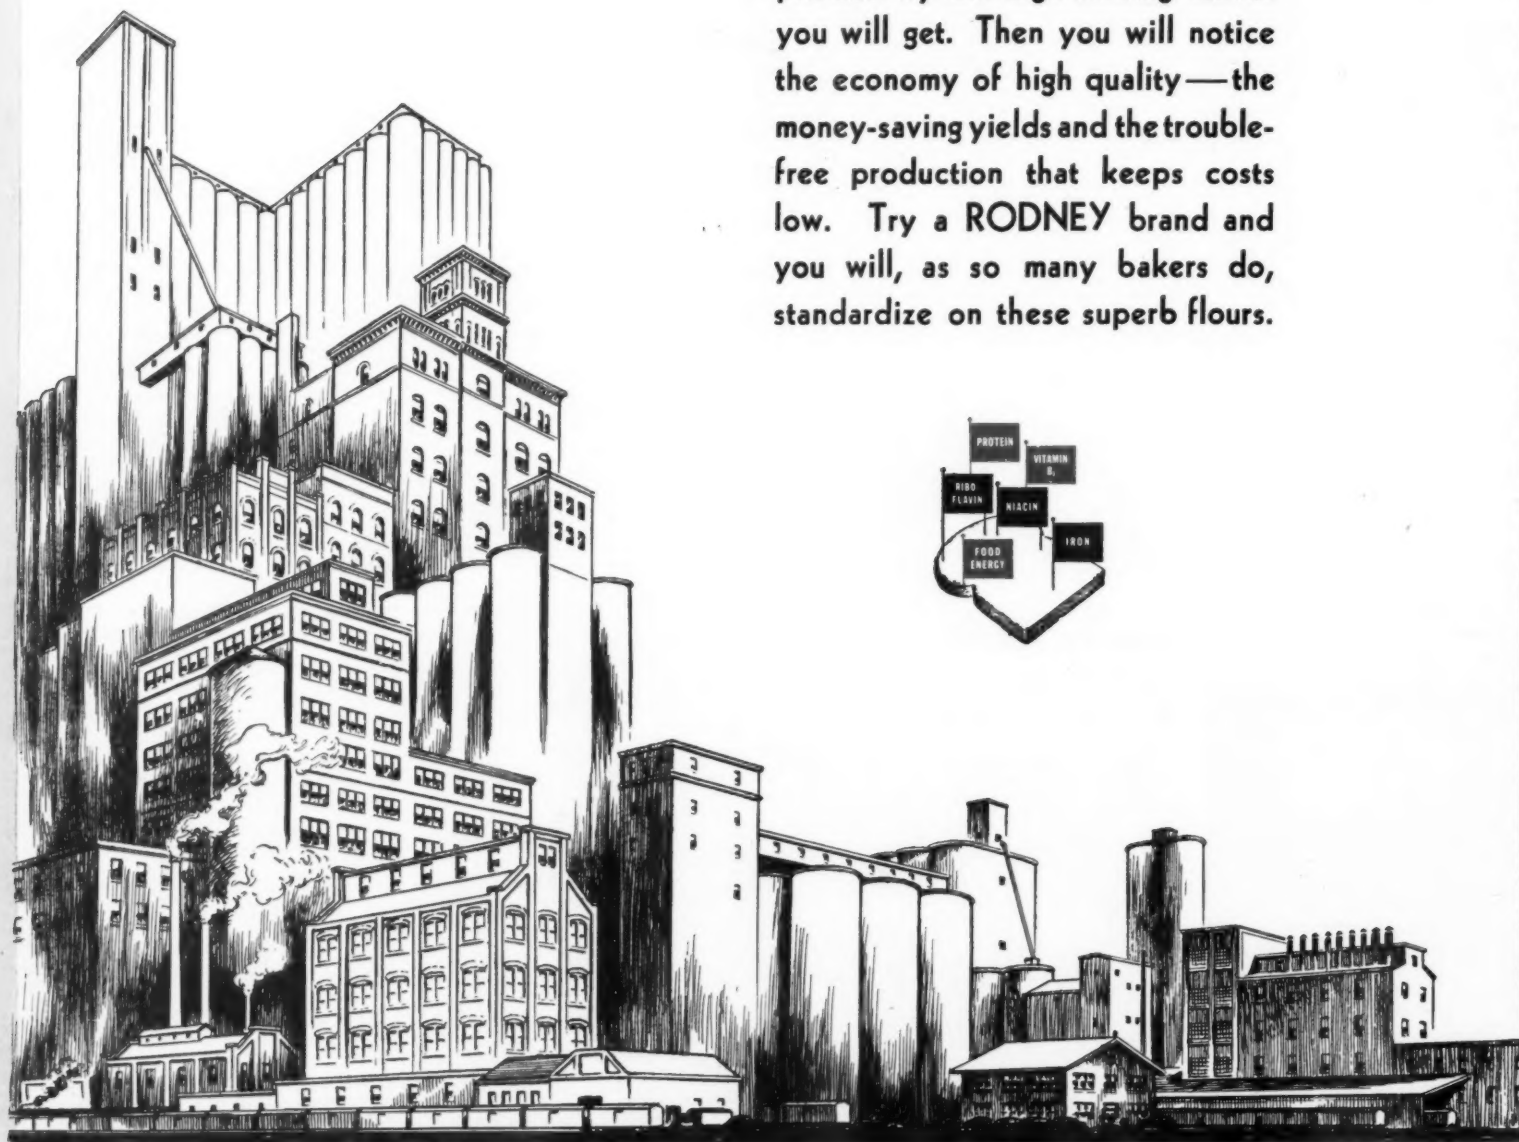 you will get. Then you will notice
the economy of high quality—the
money-saving yields and the trouble-
free production that keeps costs
low. Try a RODNEY brand and
you will, as so many bakers do,
standardize on these superb flours.
PROTEIN
VITAMIN
B₁
RIBO
FLAVIN
NIACIN
IRON
FOOD
ENERGY